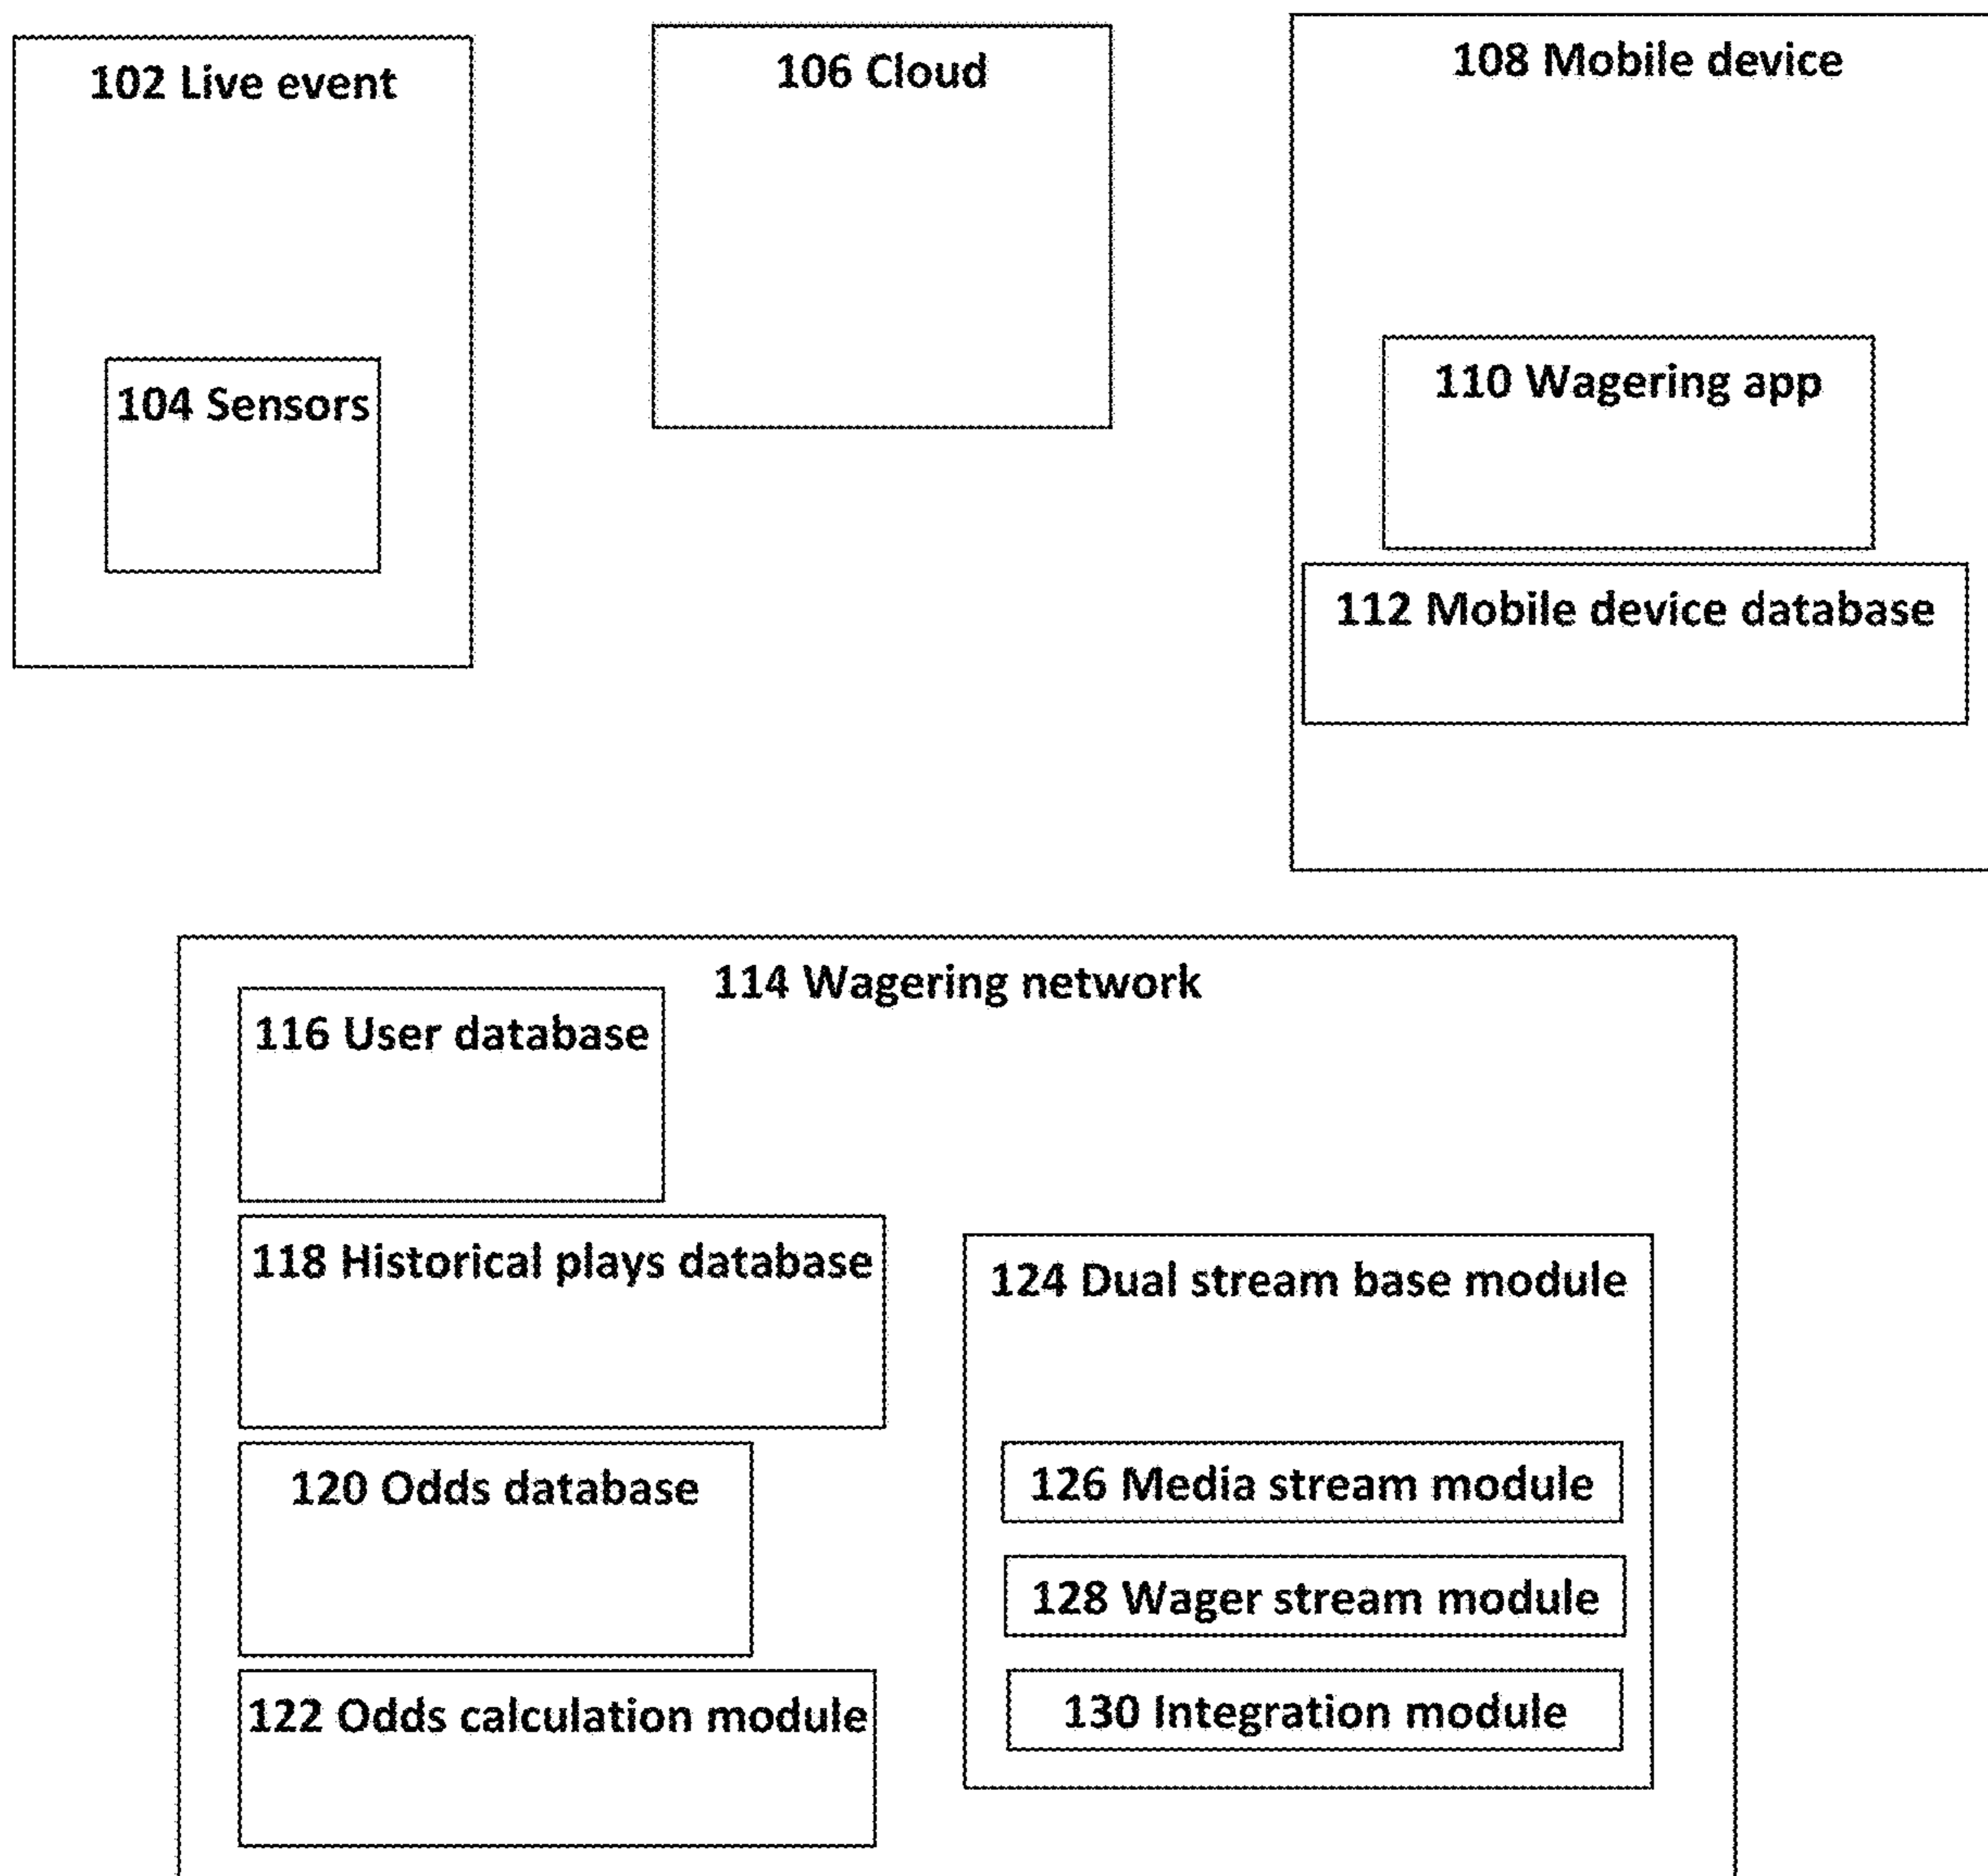 102 Live event
104 Sensors
106 Cloud
108 Mobile device
110 Wagering app
112 Mobile device database
114 Wagering network
116 User database
118 Historical plays database
120 Odds database
122 Odds calculation module
124 Dual stream base module
126 Media stream module
128 Wager stream module
130 Integration module